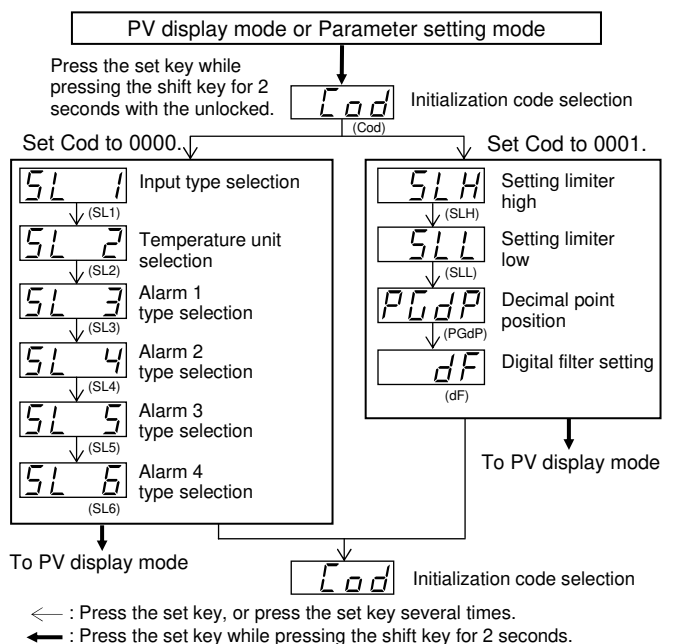 PV display mode or Parameter setting mode
Press the set key while
pressing the shift key for 2
seconds with the unlocked.
Cod
Initialization code selection
(Cod)
Set Cod to 0000.
SL 1
Input type selection
(SL1)
SL 2
Temperature unit
selection
(SL2)
SL 3
Alarm 1
type selection
(SL3)
SL 4
Alarm 2
type selection
(SL4)
SL 5
Alarm 3
type selection
(SL5)
SL 6
Alarm 4
type selection
(SL6)
To PV display mode
Set Cod to 0001.
SLH
Setting limiter
high
(SLH)
SLL
Setting limiter
low
(SLL)
PGdP
Decimal point
position
(PGdP)
dF
Digital filter setting
(dF)
To PV display mode
Cod
Initialization code selection
: Press the set key, or press the set key several times.
: Press the set key while pressing the shift key for 2 seconds.